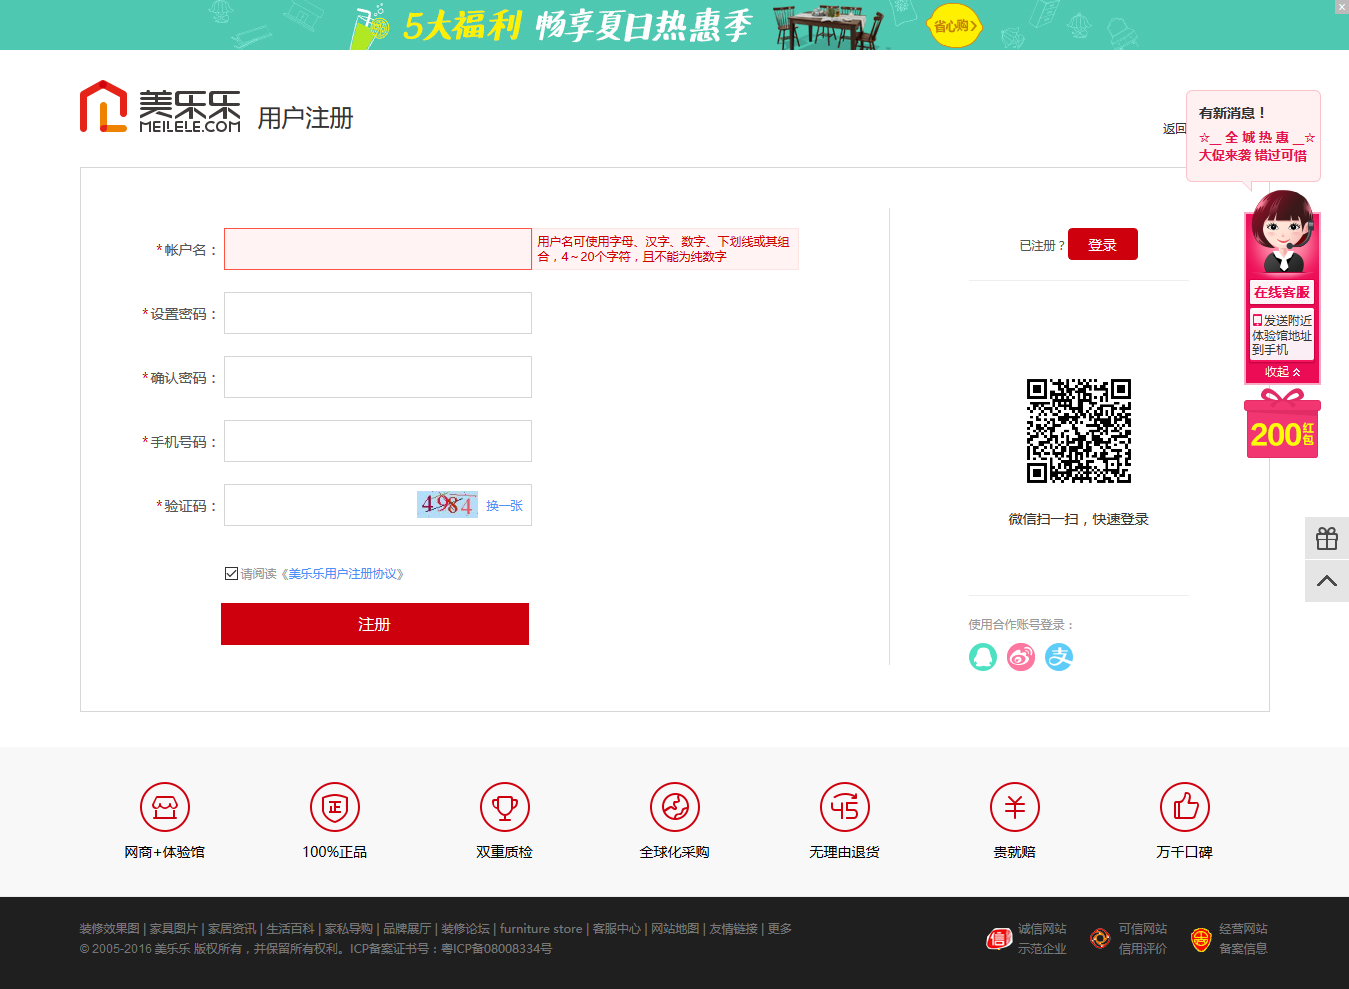 5大福利 畅享夏日热惠季
省心购
美乐乐
MEILELE.COM
用户注册
返回
有新消息！
☆__ 全 城 热 惠 __☆
大促来袭 错过可惜
*帐户名：
用户名可使用字母、汉字、数字、下划线或其组
合，4～20个字符，且不能为纯数字
已注册？
登录
在线客服
*设置密码：
发送附近
体验馆地址
到手机
收起
*确认密码：
200红包
*手机号码：
*验证码：
4984
换一张
微信扫一扫，快速登录
请阅读《美乐乐用户注册协议》
注册
使用合作账号登录：
支
正
45
网商+体验馆
100%正品
双重质检
全球化采购
无理由退货
贵就赔
万千口碑
装修效果图 | 家具图片 | 家居资讯 | 生活百科 | 家私导购 | 品牌展厅 | 装修论坛 | furniture store | 客服中心 | 网站地图 | 友情链接 | 更多
© 2005-2016 美乐乐 版权所有，并保留所有权利。ICP备案证书号：粤ICP备08008334号
信
诚信网站
示范企业
可信网站
信用评价
经营网站
备案信息